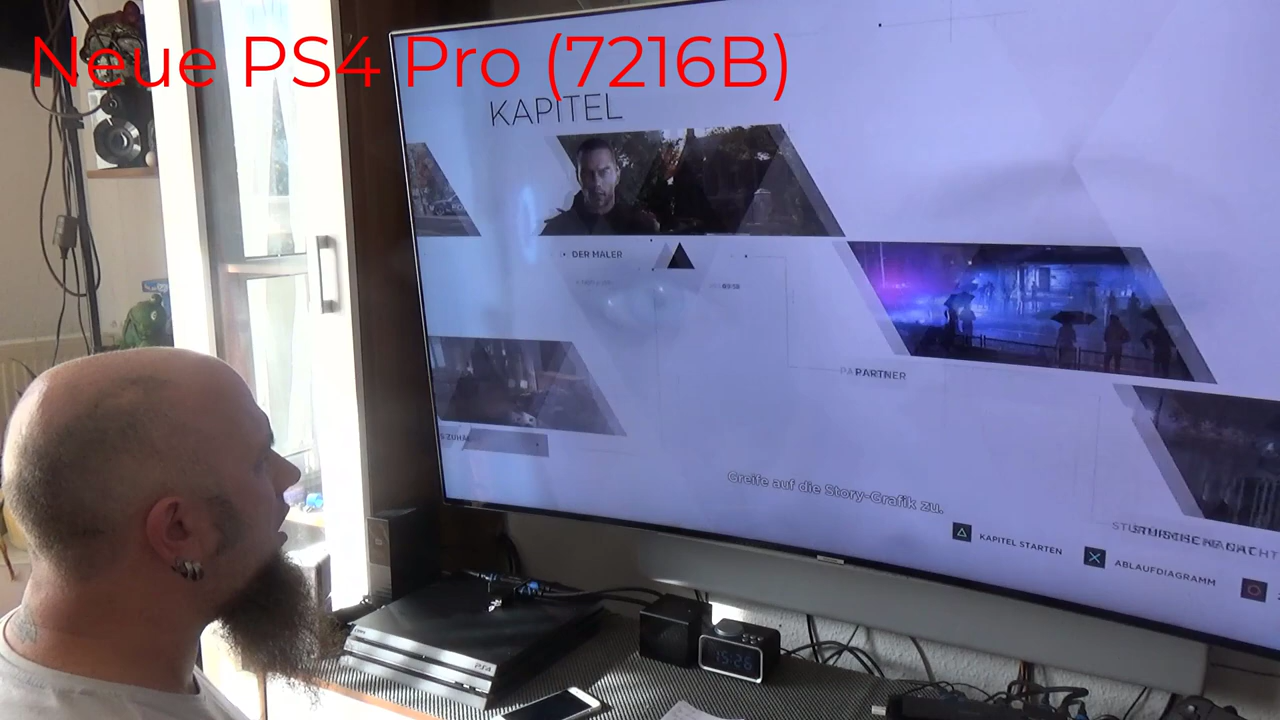 Neue PS4 Pro (7216B)
KAPITEL
DER MALER
PARTNER
Greife auf die Story-Grafik zu.
KAPITEL STARTEN
ABLAUFDIAGRAMM
PS4
15:26